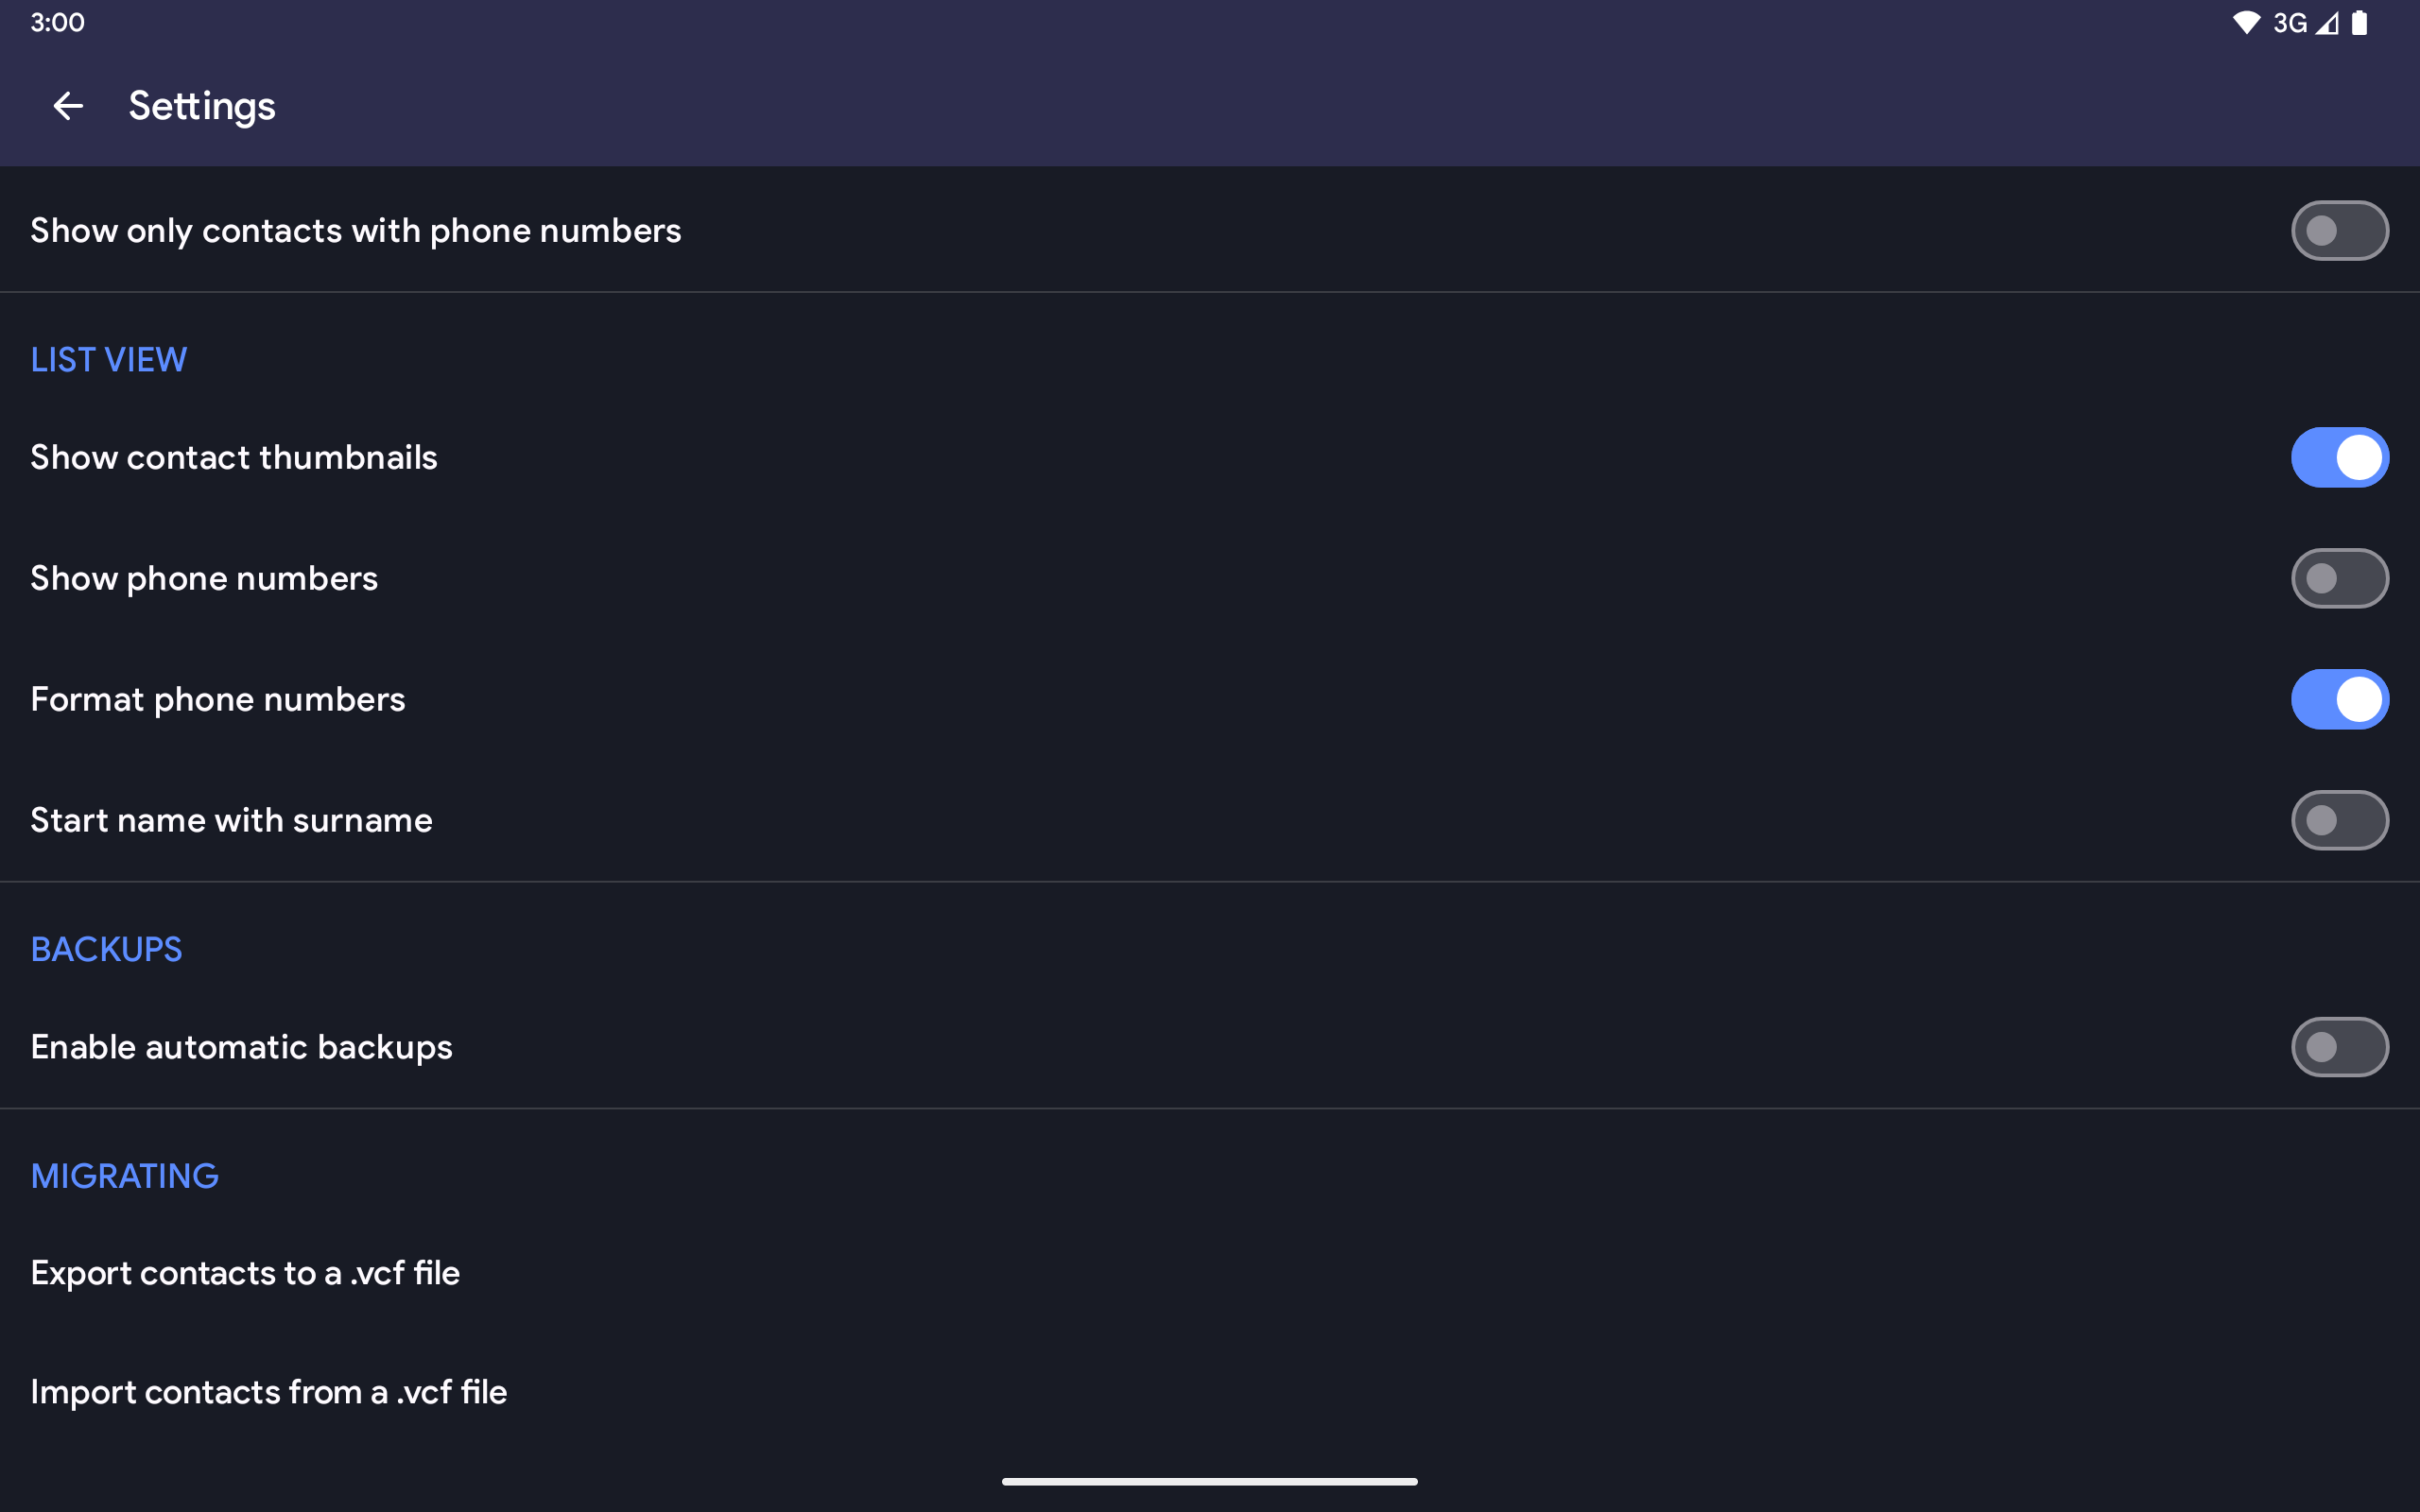 3:00
3G
Settings
Show only contacts with phone numbers
LIST VIEW
Show contact thumbnails
Show phone numbers
Format phone numbers
Start name with surname
BACKUPS
Enable automatic backups
MIGRATING
Export contacts to a .vcf file
Import contacts from a .vcf file